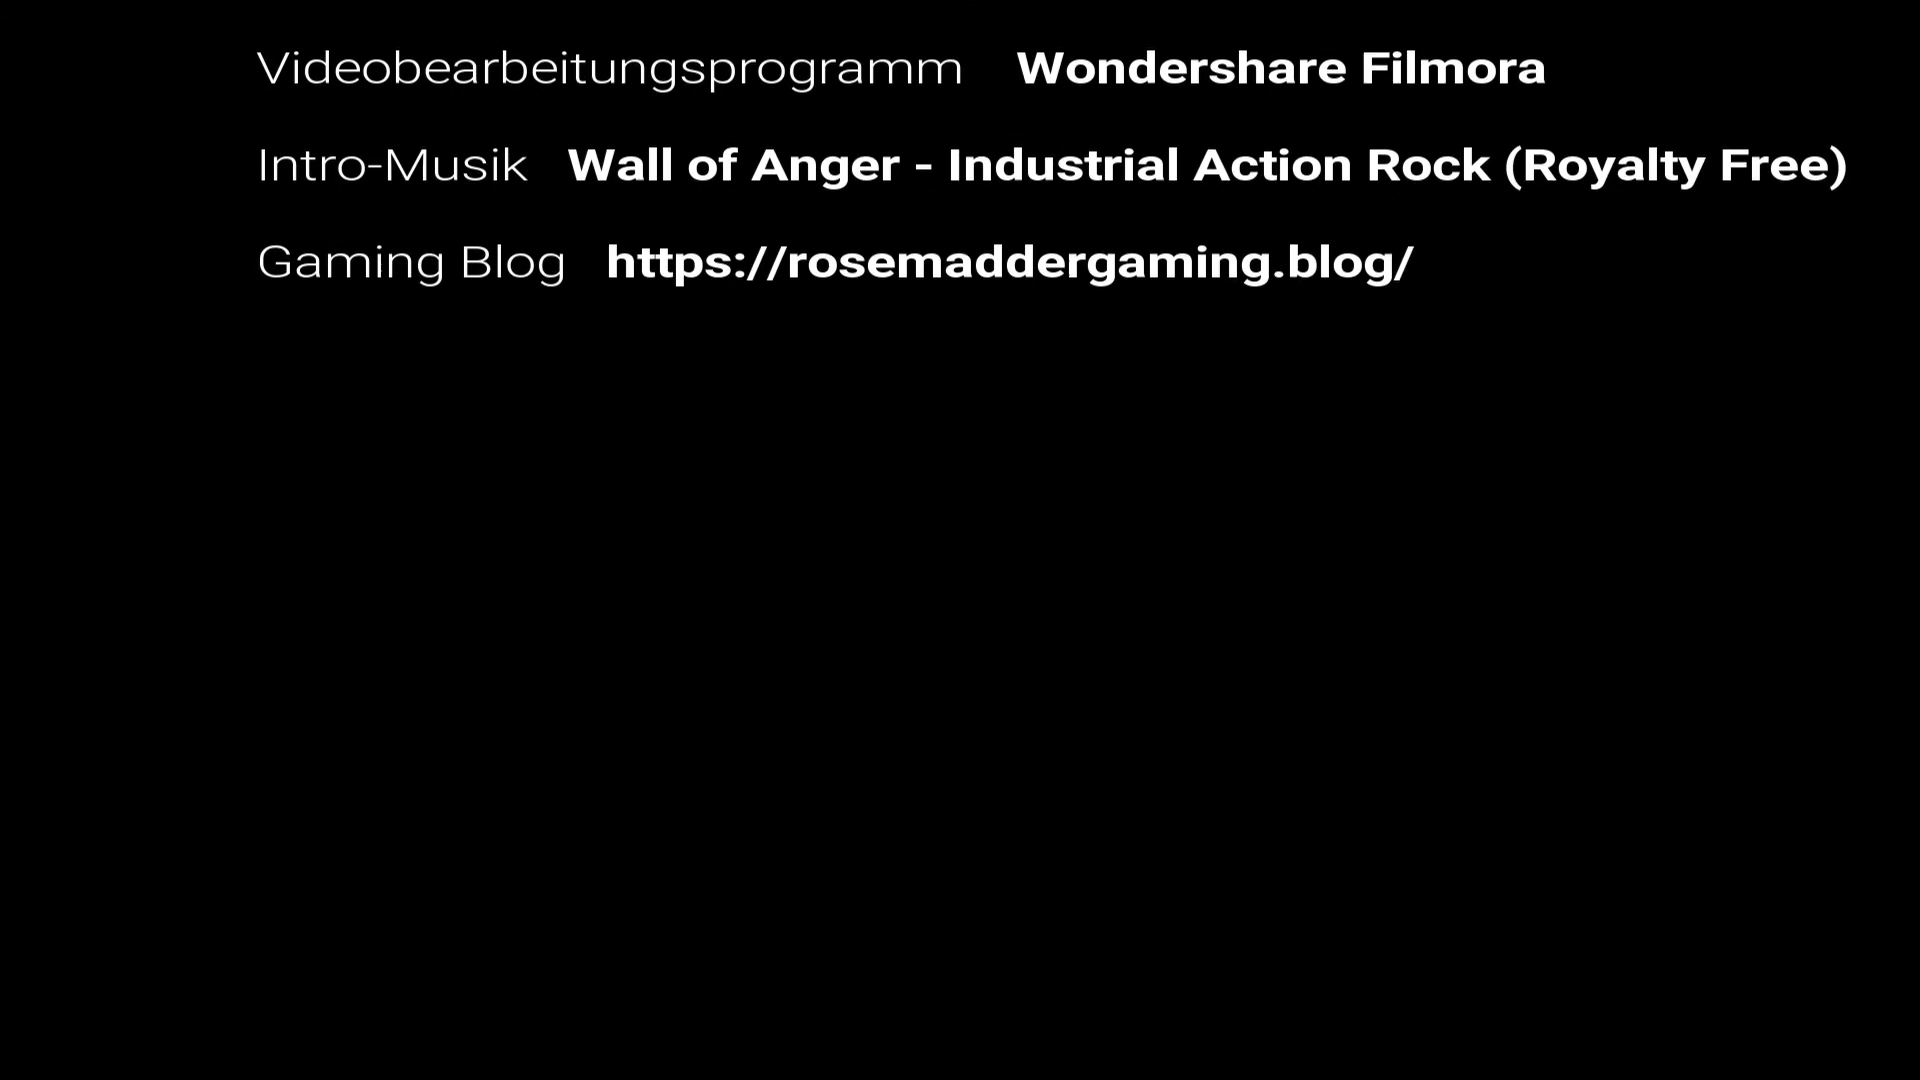 Videobearbeitungsprogramm Wondershare Filmora
Intro-Musik Wall of Anger - Industrial Action Rock (Royalty Free)
Gaming Blog https://rosemaddergaming.blog/